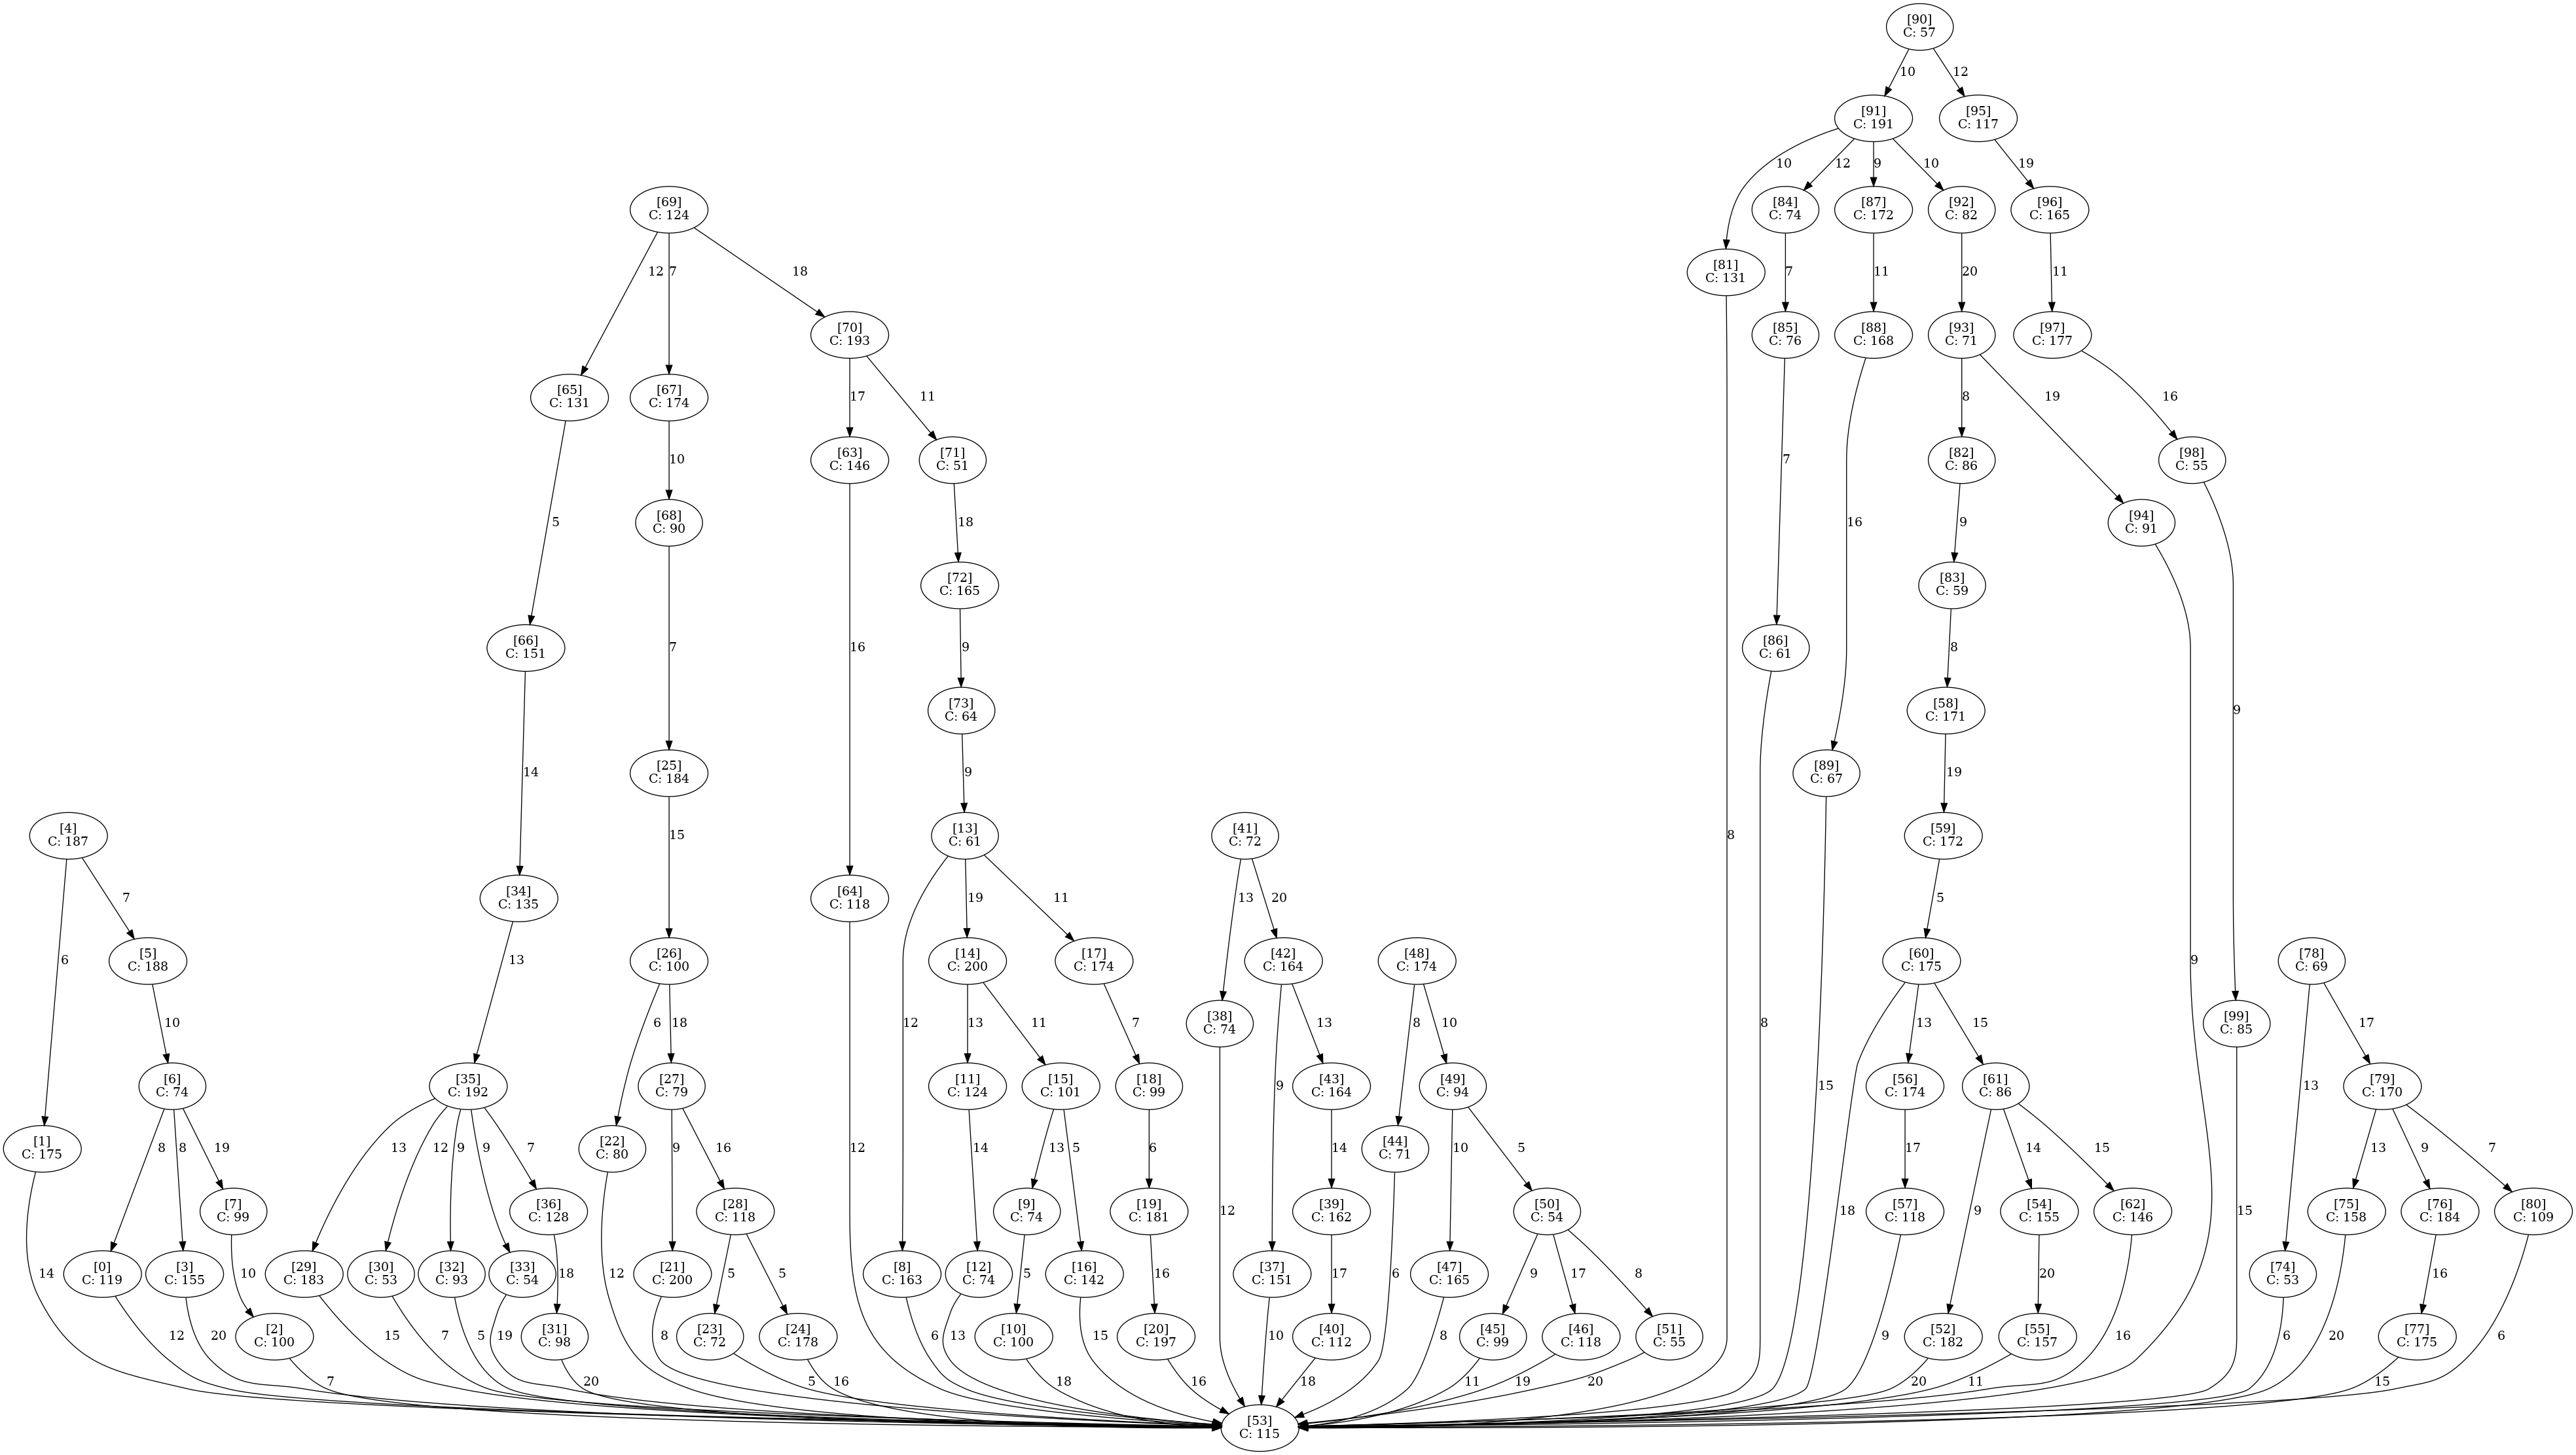 [90]
C: 57
10
12
[91]
C: 191
[95]
C: 117
10
12
9
10
19
[69]
C: 124
[84]
C: 74
[87]
C: 172
[92]
C: 82
[96]
C: 165
12
7
18
[81]
C: 131
7
11
20
11
[70]
C: 193
[85]
C: 76
[88]
C: 168
[93]
C: 71
[97]
C: 177
[65]
C: 131
[67]
C: 174
17
11
8
19
16
[63]
C: 146
[71]
C: 51
10
7
[82]
C: 86
[98]
C: 55
5
[68]
C: 90
18
16
9
[94]
C: 91
[72]
C: 165
[83]
C: 59
[66]
C: 151
7
16
9
[86]
C: 61
8
[73]
C: 64
[58]
C: 171
9
14
[25]
C: 184
9
[89]
C: 67
19
[4]
C: 187
15
[13]
C: 61
[41]
C: 72
8
[59]
C: 172
7
[34]
C: 135
[64]
C: 118
12
19
11
13
20
5
6
[5]
C: 188
13
[26]
C: 100
[14]
C: 200
[17]
C: 174
[42]
C: 164
[48]
C: 174
[60]
C: 175
9
[78]
C: 69
10
6
18
12
13
11
7
[38]
C: 74
9
13
8
10
8
13
15
[99]
C: 85
13
17
[6]
C: 74
[35]
C: 192
[27]
C: 79
[11]
C: 124
[15]
C: 101
[18]
C: 99
[43]
C: 164
[49]
C: 94
15
[56]
C: 174
[61]
C: 86
[79]
C: 170
[1]
C: 175
8
8
19
13
12
9
9
7
[22]
C: 80
9
16
12
14
13
5
6
14
[44]
C: 71
10
5
17
9
14
15
13
9
7
[7]
C: 99
[36]
C: 128
[28]
C: 118
[9]
C: 74
[19]
C: 181
12
[39]
C: 162
[50]
C: 54
18
[57]
C: 118
[54]
C: 155
[62]
C: 146
15
[75]
C: 158
[76]
C: 184
[80]
C: 109
14
[0]
C: 119
[3]
C: 155
10
[29]
C: 183
[30]
C: 53
[32]
C: 93
[33]
C: 54
18
12
[21]
C: 200
5
5
[8]
C: 163
[12]
C: 74
5
[16]
C: 142
16
[37]
C: 151
17
6
[47]
C: 165
9
17
8
20
[74]
C: 53
16
12
20
[2]
C: 100
15
7
5
19
[31]
C: 98
8
[23]
C: 72
[24]
C: 178
6
13
[10]
C: 100
15
[20]
C: 197
10
[40]
C: 112
8
[45]
C: 99
[46]
C: 118
[51]
C: 55
9
[52]
C: 182
[55]
C: 157
16
6
20
[77]
C: 175
6
7
20
5
16
18
16
18
11
19
20
20
11
15
[53]
C: 115